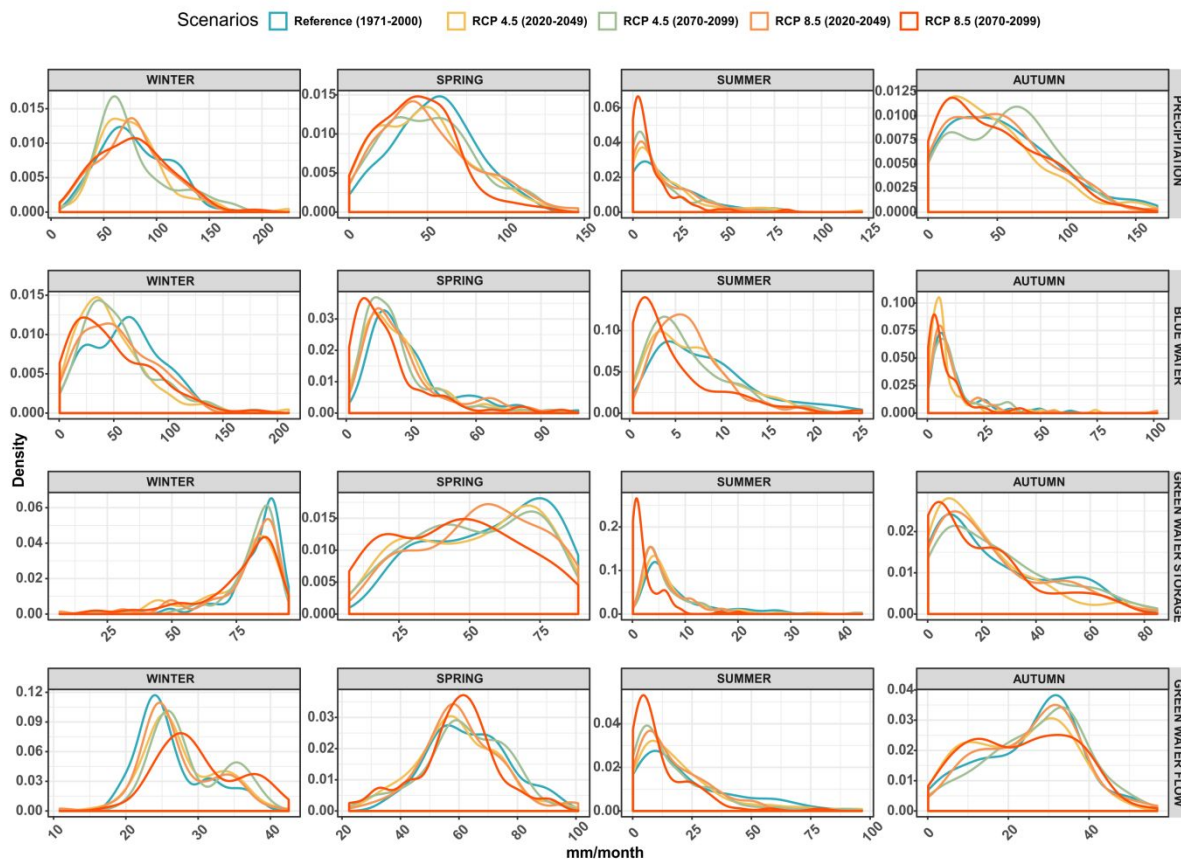 Scenarios Reference (1971-2000) RCP 4.5 (2020-2049) RCP 4.5 (2070-2099) RCP 8.5 (2020-2049) RCP 8.5 (2070-2099)
WINTER SPRING SUMMER AUTUMN
PRECIPITATION
0.015 0.010 0.005 0.000
0.015 0.010 0.005 0.000
0.06 0.04 0.02 0.00
0.0125 0.0100 0.0075 0.0050 0.0025 0.0000
0 50 100 150 200
0 50 100 150
0 25 50 75 100 125
0 50 100 150
WINTER SPRING SUMMER AUTUMN
BLUE WATER
0.015 0.010 0.005 0.000
0.03 0.02 0.01 0.00
0.10 0.05 0.00
0.100 0.075 0.050 0.025 0.000
0 50 100 150 200
0 30 60 90
0 5 10 15 20 25
0 25 50 75 100
Density
WINTER SPRING SUMMER AUTUMN
GREEN WATER STORAGE
0.06 0.04 0.02 0.00
0.015 0.010 0.005 0.000
0.2 0.1 0.0
0.02 0.01 0.00
25 50 75
25 50 75
0 10 20 30 40
0 20 40 60 80
WINTER SPRING SUMMER AUTUMN
GREEN WATER FLOW
0.12 0.09 0.06 0.03 0.00
0.03 0.02 0.01 0.00
0.04 0.02 0.00
0.04 0.03 0.02 0.01 0.00
10 20 30 40
20 40 60 80 100
0 25 50 75 100
0 20 40
mm/month